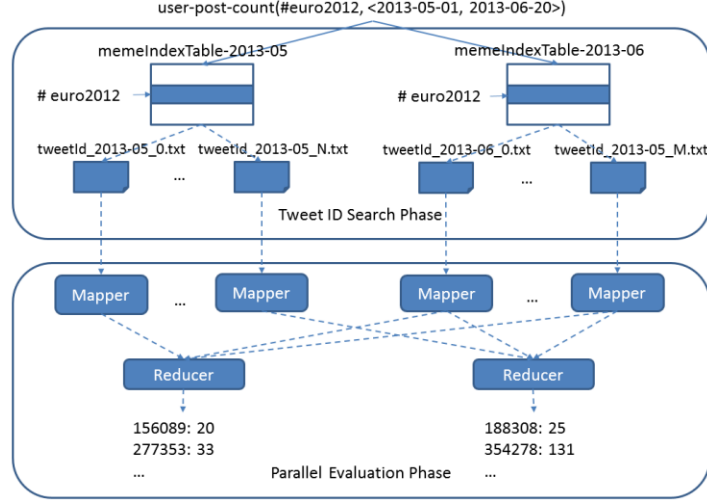 user-post-count(#euro2012, <2013-05-01, 2013-06-20>)
memeIndexTable-2013-05
memeIndexTable-2013-06
# euro2012
# euro2012
tweetId_2013-05_0.txt
tweetId_2013-05_N.txt
tweetId_2013-06_0.txt
tweetId_2013-05_M.txt
...
...
Tweet ID Search Phase
Mapper
...
Mapper
Mapper
...
Mapper
Reducer
Reducer
156089: 20
277353: 33
...
188308: 25
354278: 131
...
Parallel Evaluation Phase